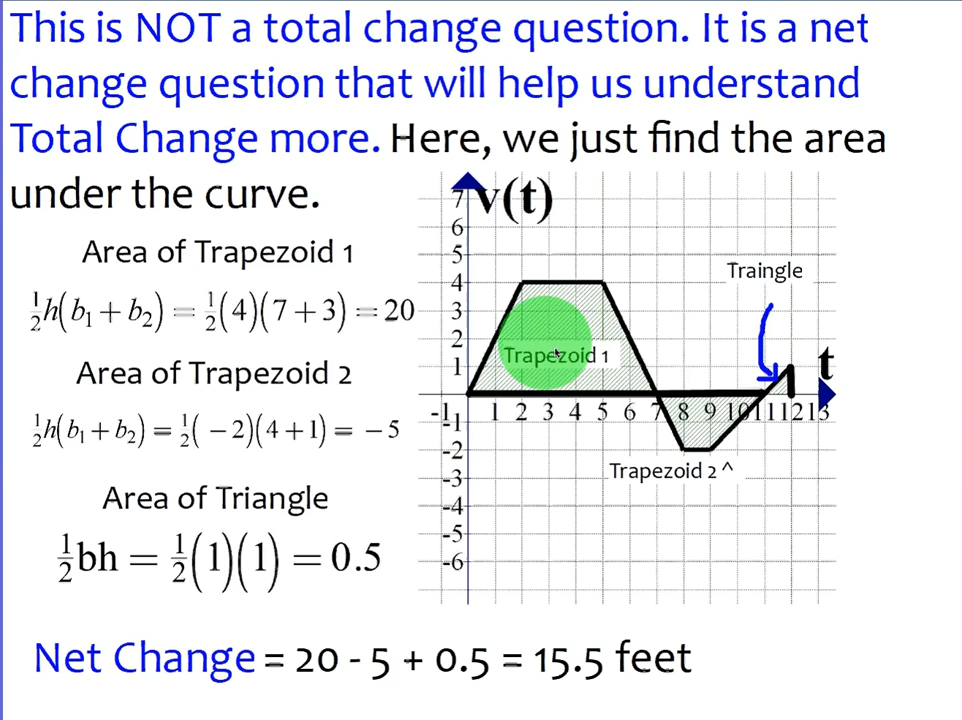 This is NOT a total change question. It is a net
change question that will help us understand
Total Change more. Here, we just find the area
under the curve.
Area of Trapezoid 1
½h(b₁ + b₂) = ½(4)(7 + 3) = 20
Area of Trapezoid 2
½h(b₁ + b₂) = ½(−2)(4 + 1) = −5
Area of Triangle
½bh = ½(1)(1) = 0.5
v(t)
7
6
5
4
3
2
1
Traingle
Trapezoid 1
t
-1 1 2 3 4 5 6 7 8 9 10 11 12 13
-1
-2
-3
-4
-5
-6
Trapezoid 2 ^
Net Change = 20 - 5 + 0.5 = 15.5 feet